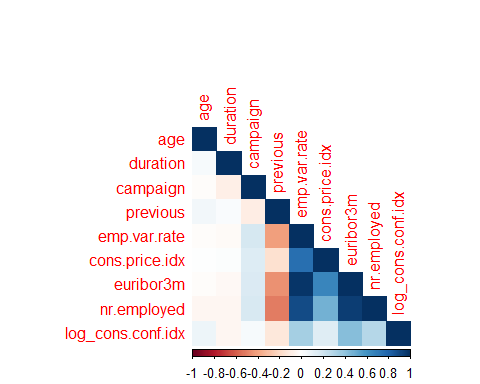 age
duration
campaign
previous
emp.var.rate
cons.price.idx
euribor3m
nr.employed
log_cons.conf.idx
age
duration
campaign
previous
emp.var.rate
cons.price.idx
euribor3m
nr.employed
log_cons.conf.idx
-1 -0.8 -0.6 -0.4 -0.2 0 0.2 0.4 0.6 0.8 1